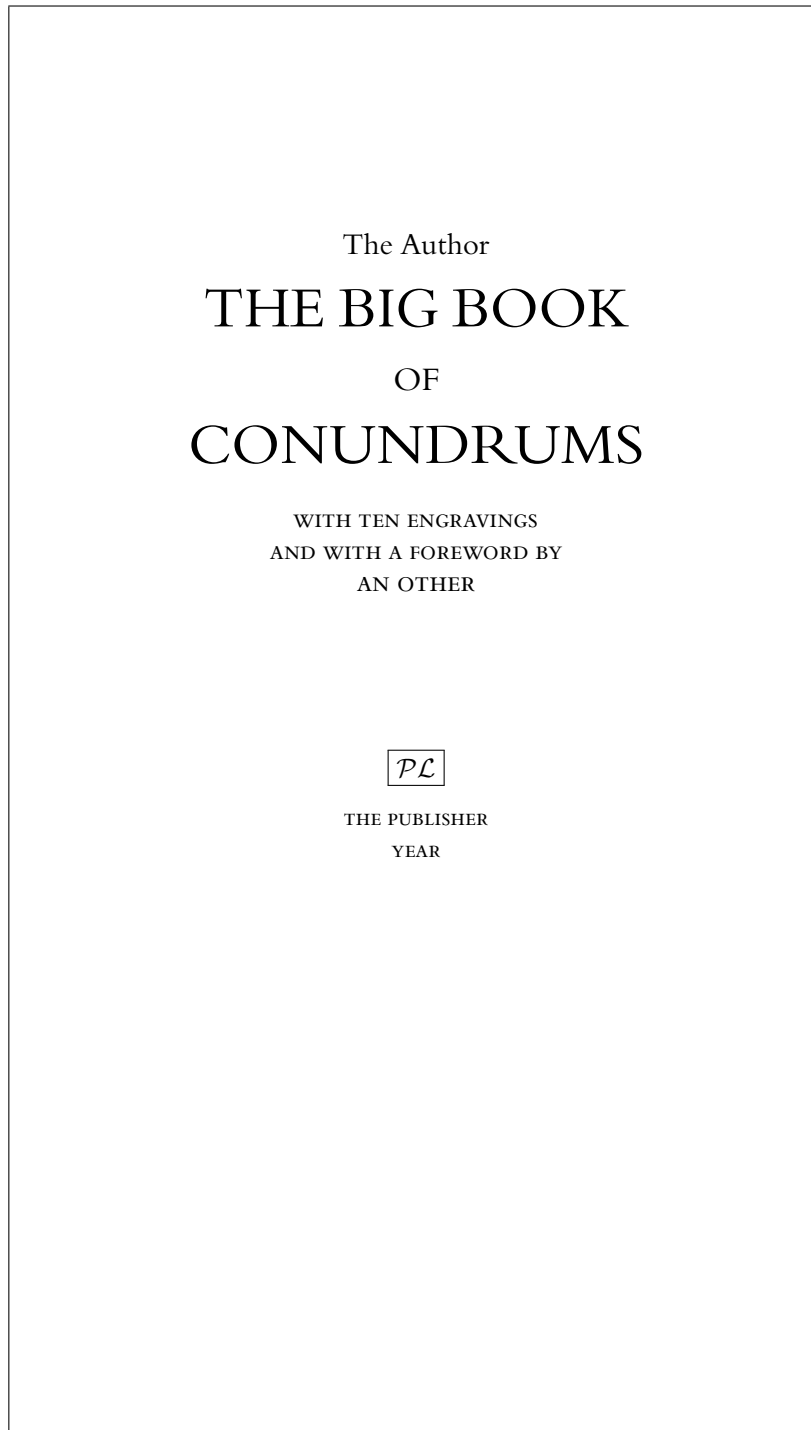 The Author
THE BIG BOOK
OF
CONUNDRUMS
WITH TEN ENGRAVINGS
AND WITH A FOREWORD BY
AN OTHER
PL
THE PUBLISHER
YEAR